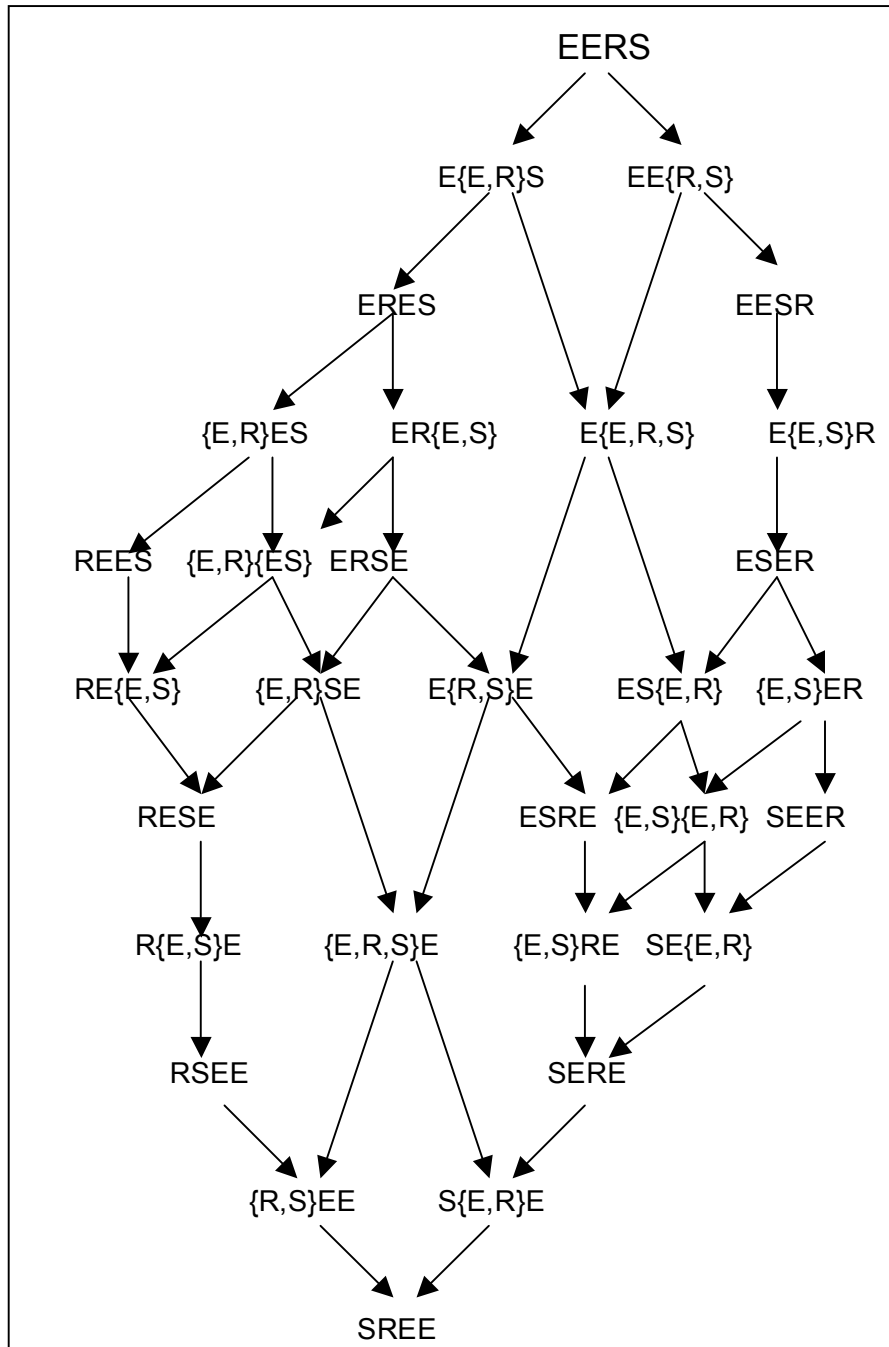 EERS
E{E,R}S EE{R,S}
ERES EESR
{E,R}ES ER{E,S} E{E,R,S} E{E,S}R
REES {E,R}{ES} ERSE ESER
RE{E,S} {E,R}SE E{R,S}E ES{E,R} {E,S}ER
RESE ESRE {E,S}{E,R} SEER
R{E,S}E {E,R,S}E {E,S}RE SE{E,R}
RSEE SERE
{R,S}EE S{E,R}E
SREE